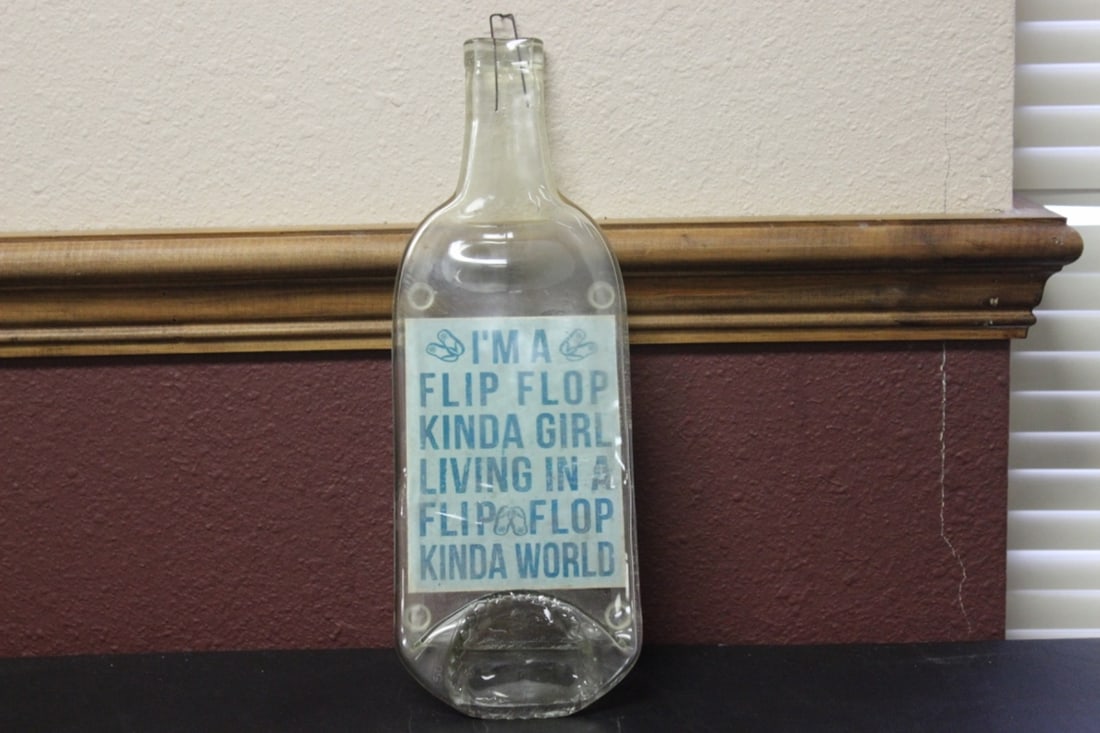 I'M A
FLIP FLOP
KINDA GIRL
LIVING IN A
FLIP FLOP
KINDA WORLD